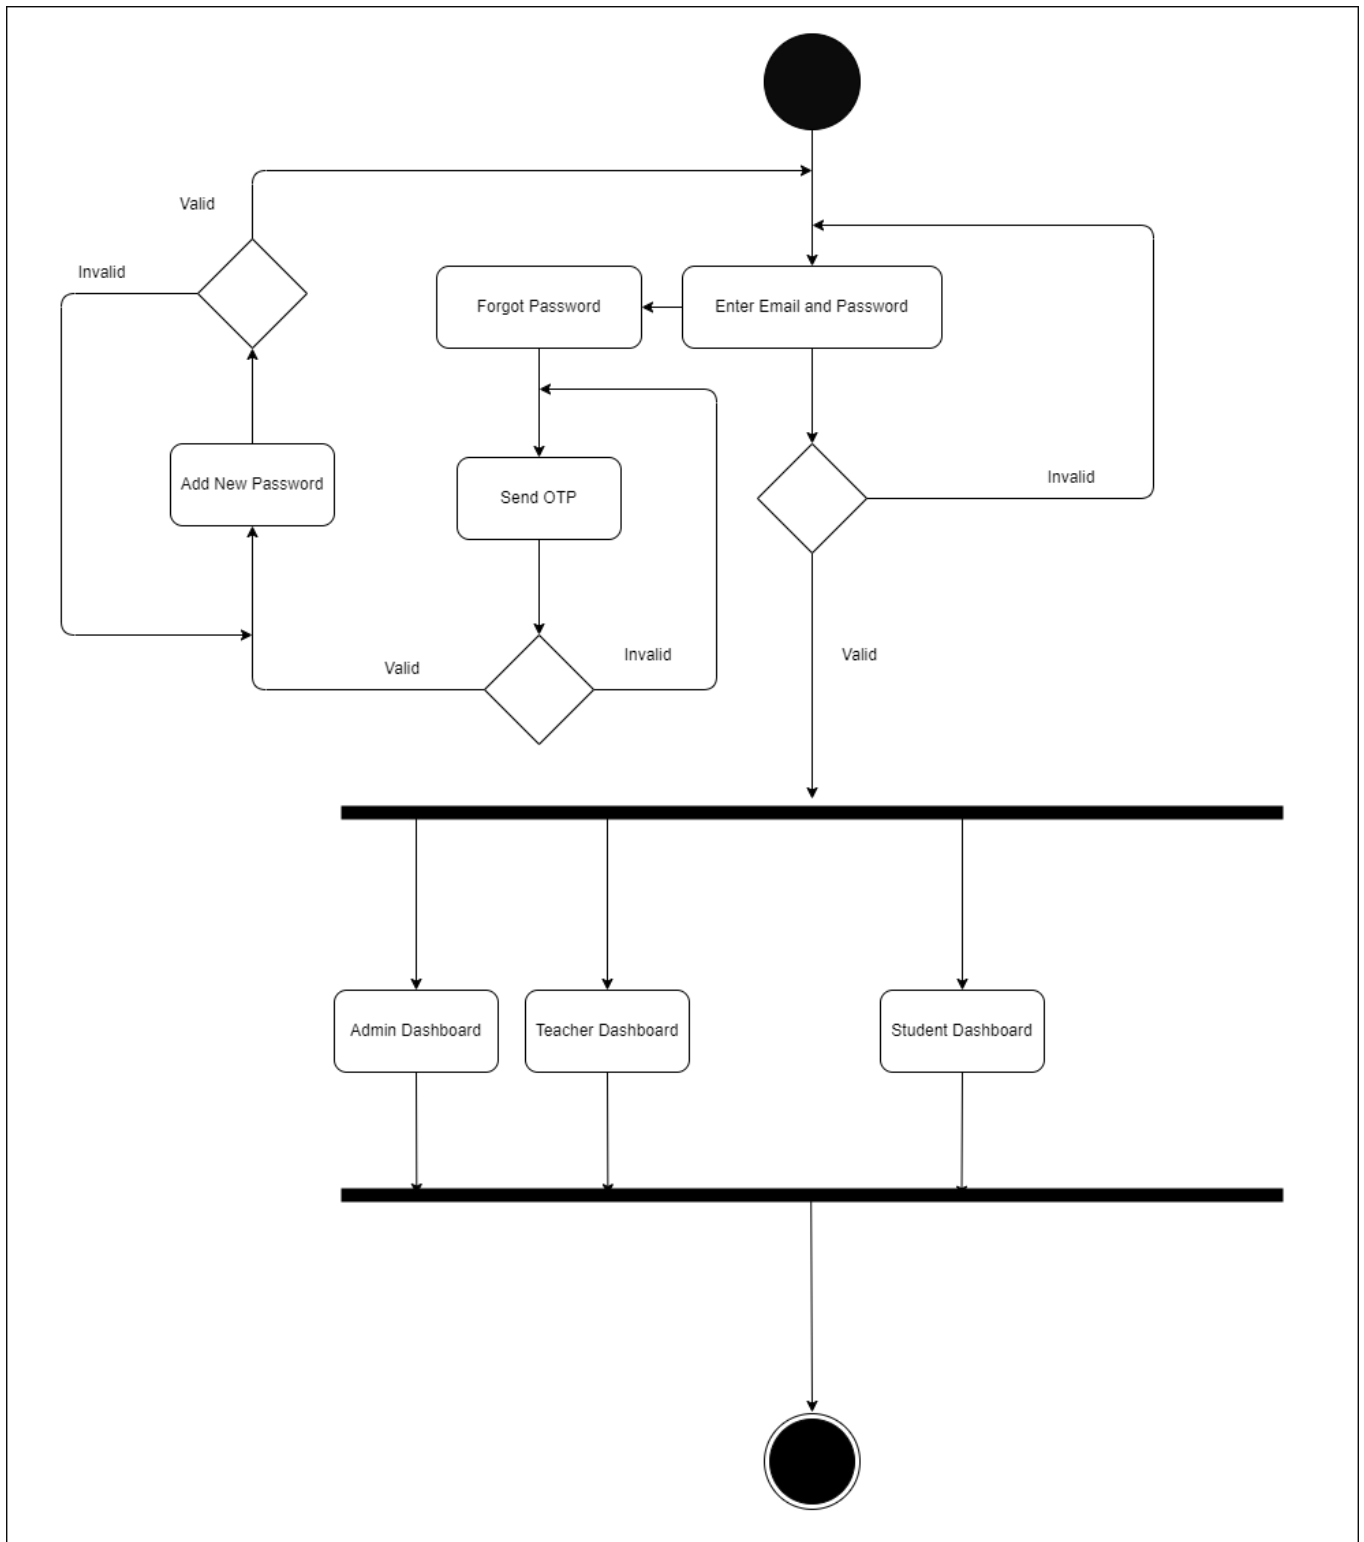 Valid
Invalid
Forgot Password
Enter Email and Password
Add New Password
Send OTP
Invalid
Valid
Invalid
Valid
Admin Dashboard
Teacher Dashboard
Student Dashboard